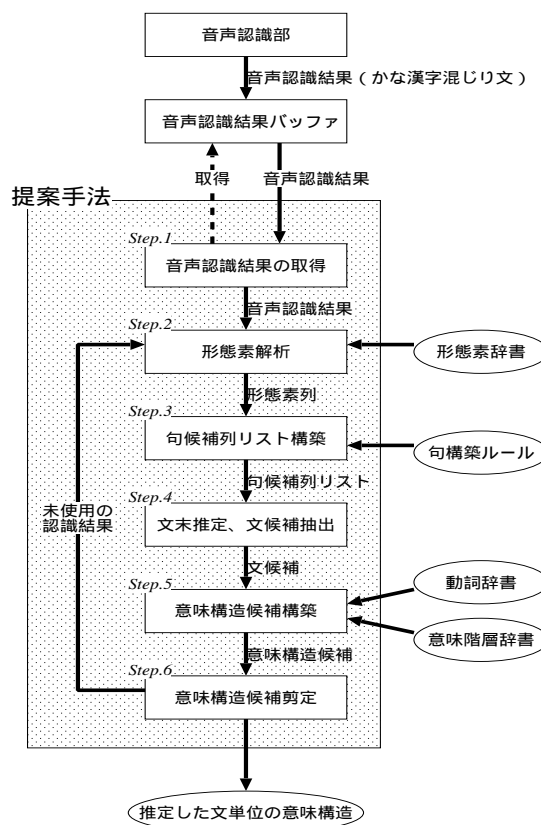 音声認識部
音声認識結果（かな漢字混じり文）
音声認識結果バッファ
取得
音声認識結果
提案手法
Step.1
音声認識結果の取得
音声認識結果
Step.2
形態素解析
形態素辞書
形態素列
Step.3
句候補列リスト構築
句構築ルール
句候補列リスト
Step.4
未使用の
認識結果
文末推定、文候補抽出
文候補
動詞辞書
Step.5
意味構造候補構築
意味階層辞書
意味構造候補
Step.6
意味構造候補剪定
推定した文単位の意味構造